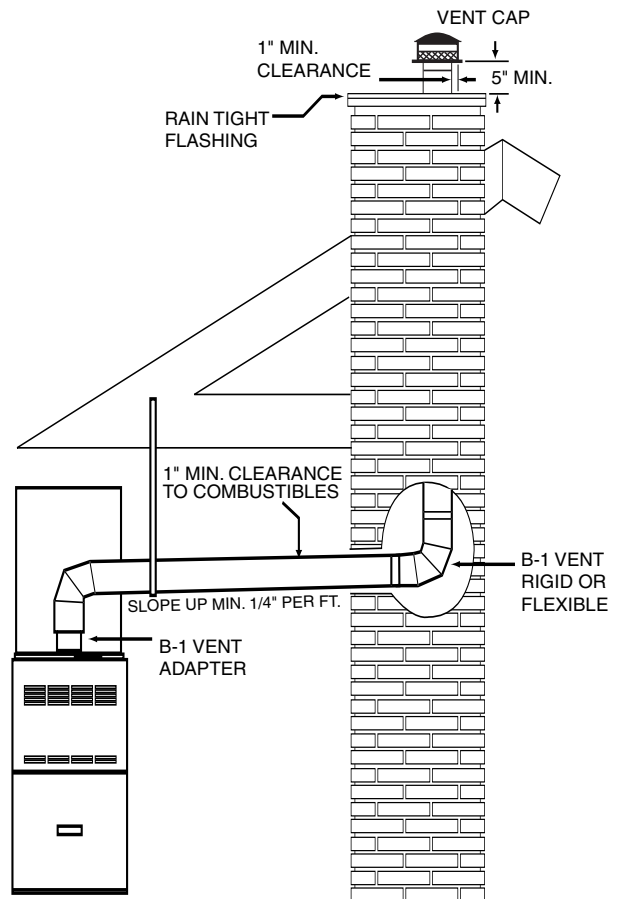 VENT CAP
1" MIN.
CLEARANCE
5" MIN.
RAIN TIGHT
FLASHING
1" MIN. CLEARANCE
TO COMBUSTIBLES
B-1 VENT
RIGID OR
FLEXIBLE
SLOPE UP MIN. 1/4" PER FT.
B-1 VENT
ADAPTER